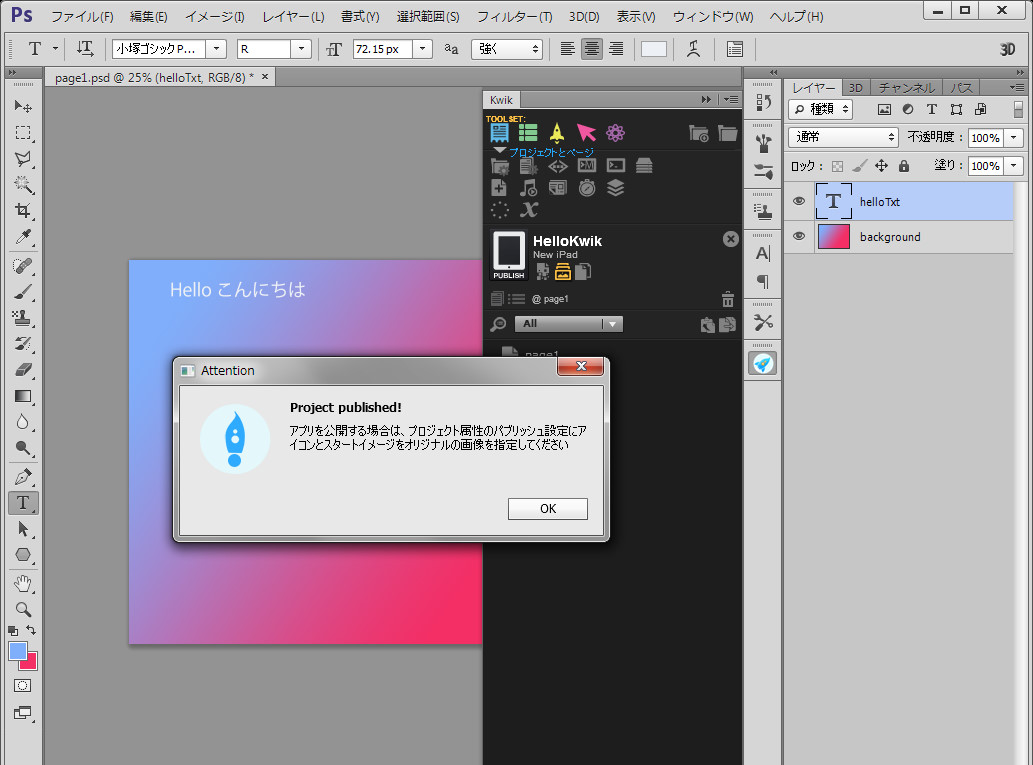 Ps ファイル(F) 編集(E) イメージ(I) レイヤー(L) 書式(Y) 選択範囲(S) フィルター(T) 3D(D) 表示(V) ウィンドウ(W) ヘルプ(H)
T 小塚ゴシック P... R 72.15 px aa 強く 3D
page1.psd @ 25% (helloTxt, RGB/8) * ×
Hello こんにちは
Kwik
TOOLSET:
プロジェクトとページ
HelloKwik
New iPad
PUBLISH
@ page1
All
page1
Attention
Project published!
アプリを公開する場合は、プロジェクト属性のパブリッシュ設定にア
イコンとスタートイメージをオリジナルの画像を指定してください
OK
レイヤー 3D チャンネル パス
種類
通常 不透明度: 100%
ロック: 塗り: 100%
T helloTxt
background